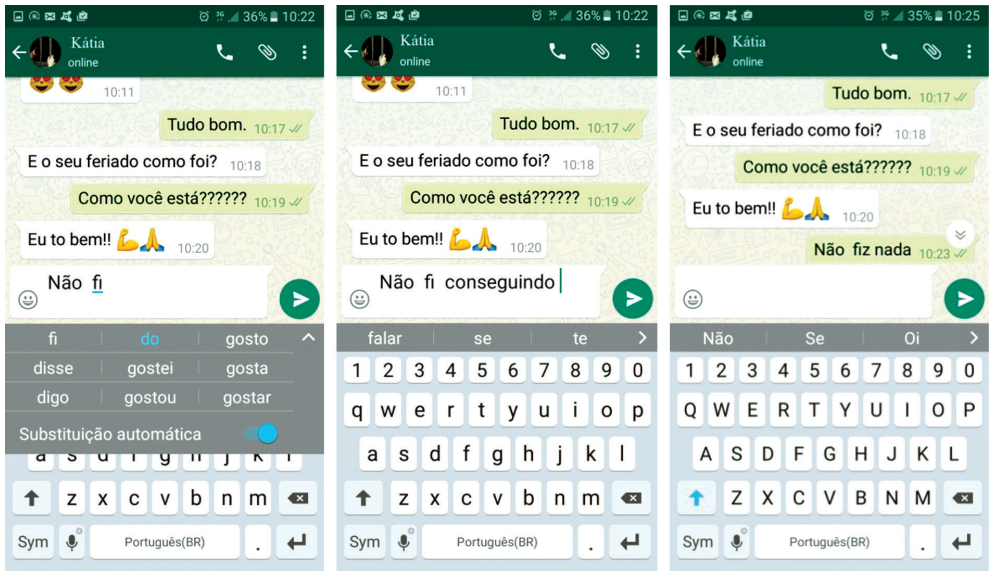 36% 10:22
Kátia
online
10:11
Tudo bom. 10:17
E o seu feriado como foi? 10:18
Como você está?????? 10:19
Eu to bem!! 💪🙏 10:20
Não fi
fi do gosto
disse gostei gosta
digo gostou gostar
Substituição automática
a s d f g h j k l
z x c v b n m
Sym Português(BR) .
3G 36% 10:22
Kátia
online
10:11
Tudo bom. 10:17
E o seu feriado como foi? 10:18
Como você está?????? 10:19
Eu to bem!! 💪🙏 10:20
Não fi conseguindo
falar se te
1 2 3 4 5 6 7 8 9 0
q w e r t y u i o p
a s d f g h j k l
z x c v b n m
Sym Português(BR) .
3G 35% 10:25
Kátia
online
Tudo bom. 10:17
E o seu feriado como foi? 10:18
Como você está?????? 10:19
Eu to bem!! 💪🙏 10:20
Não fiz nada 10:23
Não Se Oi
1 2 3 4 5 6 7 8 9 0
Q W E R T Y U I O P
A S D F G H J K L
Z X C V B N M
Sym Português(BR) .